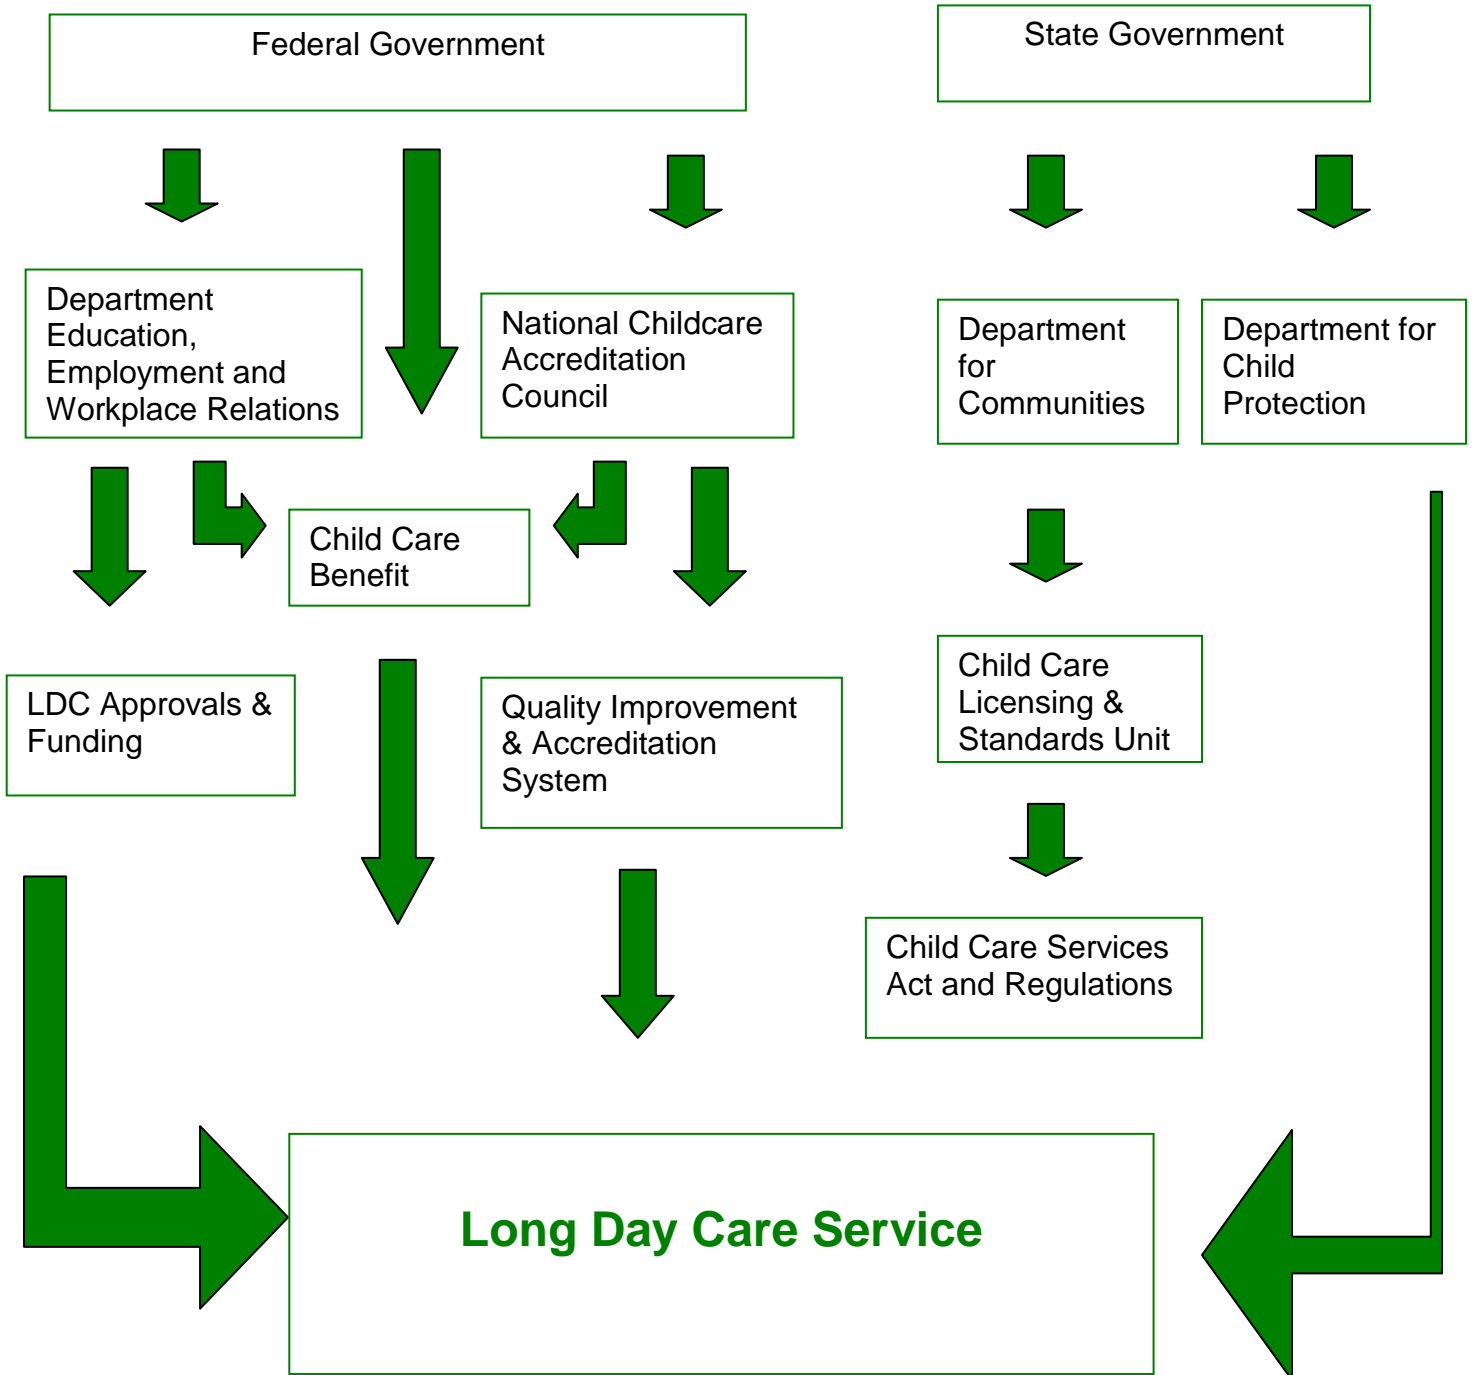 Federal Government
State Government
Department
Education,
Employment and
Workplace Relations
National Childcare
Accreditation
Council
Department
for
Communities
Department for
Child
Protection
Child Care
Benefit
LDC Approvals &
Funding
Quality Improvement
& Accreditation
System
Child Care
Licensing &
Standards Unit
Child Care Services
Act and Regulations
Long Day Care Service